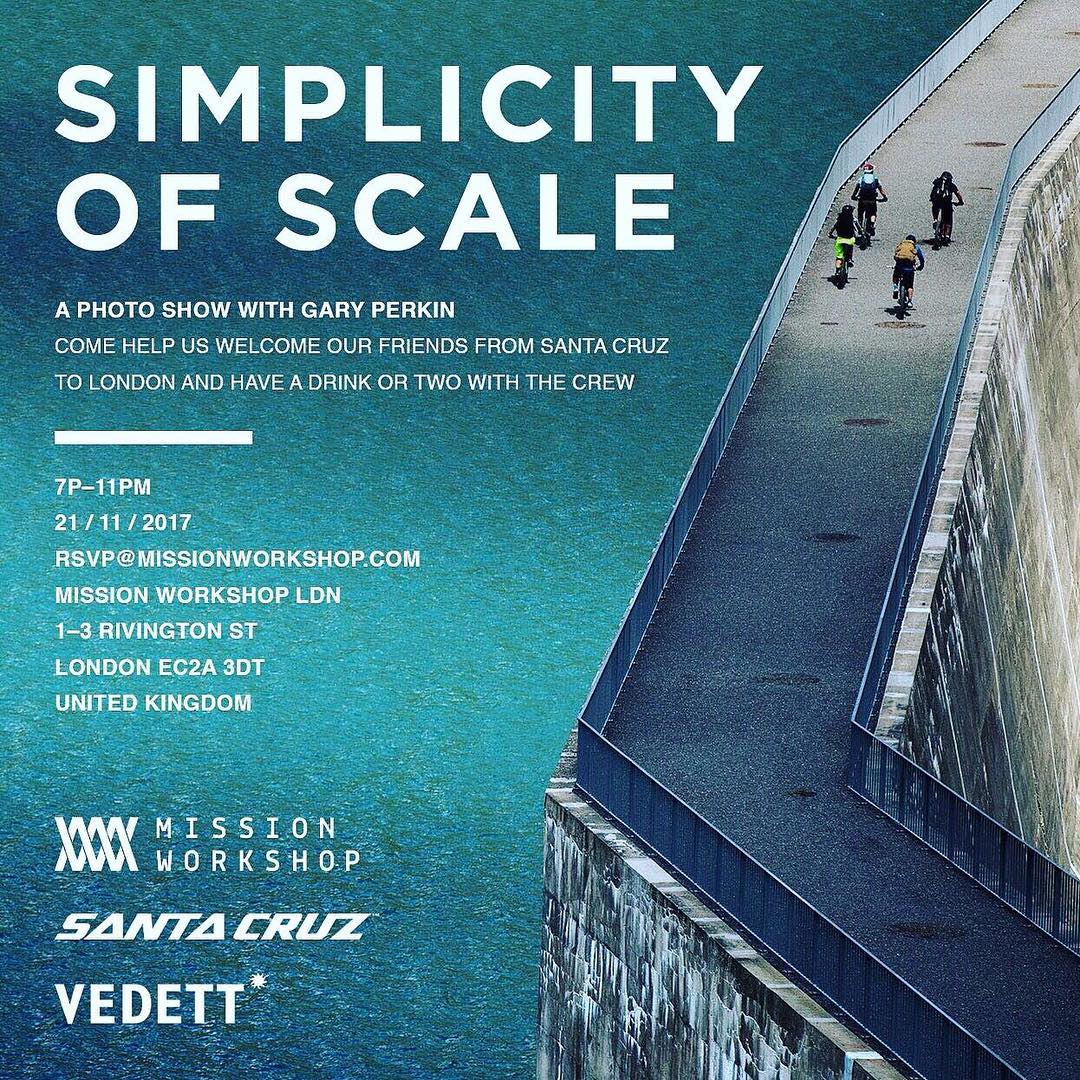 SIMPLICITY
OF SCALE
A PHOTO SHOW WITH GARY PERKIN
COME HELP US WELCOME OUR FRIENDS FROM SANTA CRUZ
TO LONDON AND HAVE A DRINK OR TWO WITH THE CREW
7P–11PM
21 / 11 / 2017
RSVP@MISSIONWORKSHOP.COM
MISSION WORKSHOP LDN
1–3 RIVINGTON ST
LONDON EC2A 3DT
UNITED KINGDOM
MISSION
WORKSHOP
SANTA CRUZ
VEDETT